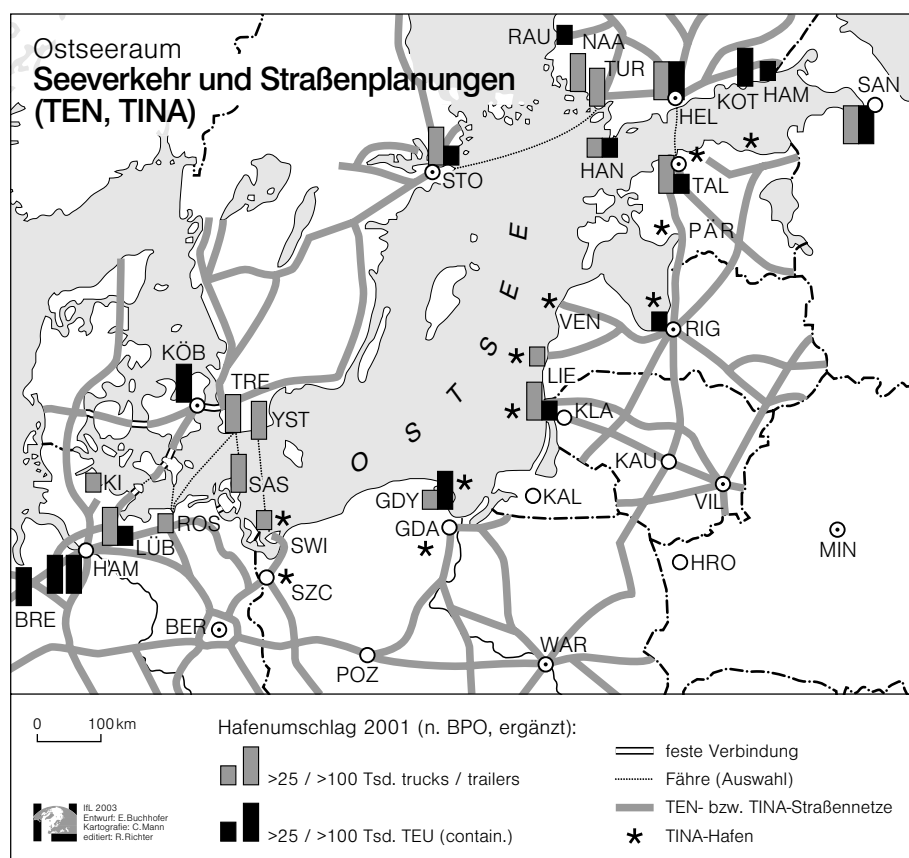 Ostseeraum
Seeverkehr und Straßenplanungen
(TEN, TINA)
RAU
NAA
TUR
HEL
KOT
HAM
SAN
STO
HAN
TAL
PÄR
VEN
RIG
KÖB
TRE
YST
LIE
KLA
OSTSEE
KI
SAS
KAU
VIL
GDY
KAL
LÜB
ROS
GDA
MIN
HAM
SWI
HRO
BRE
SZC
BER
WAR
POZ
0 100 km
Hafenumschlag 2001 (n. BPO, ergänzt):
>25 / >100 Tsd. trucks / trailers
>25 / >100 Tsd. TEU (contain.)
feste Verbindung
Fähre (Auswahl)
TEN- bzw. TINA-Straßennetze
* TINA-Hafen
IfL 2003
Entwurf: E.Buchhofer
Kartografie: C.Mann
editiert: R.Richter